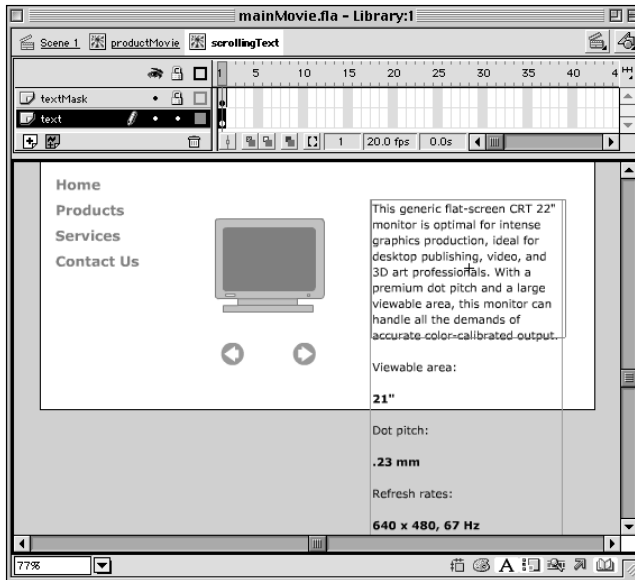 mainMovie.fla - Library:1
Scene 1 productMovie scrollingText
1 5 10 15 20 25 30 35 40 4
textMask
text
1 20.0 fps 0.0s
Home
Products
Services
Contact Us
This generic flat-screen CRT 22"
monitor is optimal for intense
graphics production, ideal for
desktop publishing, video, and
3D art professionals. With a
premium dot pitch and a large
viewable area, this monitor can
handle all the demands of
accurate color-calibrated output.
Viewable area:
21"
Dot pitch:
.23 mm
Refresh rates:
640 x 480, 67 Hz
77%